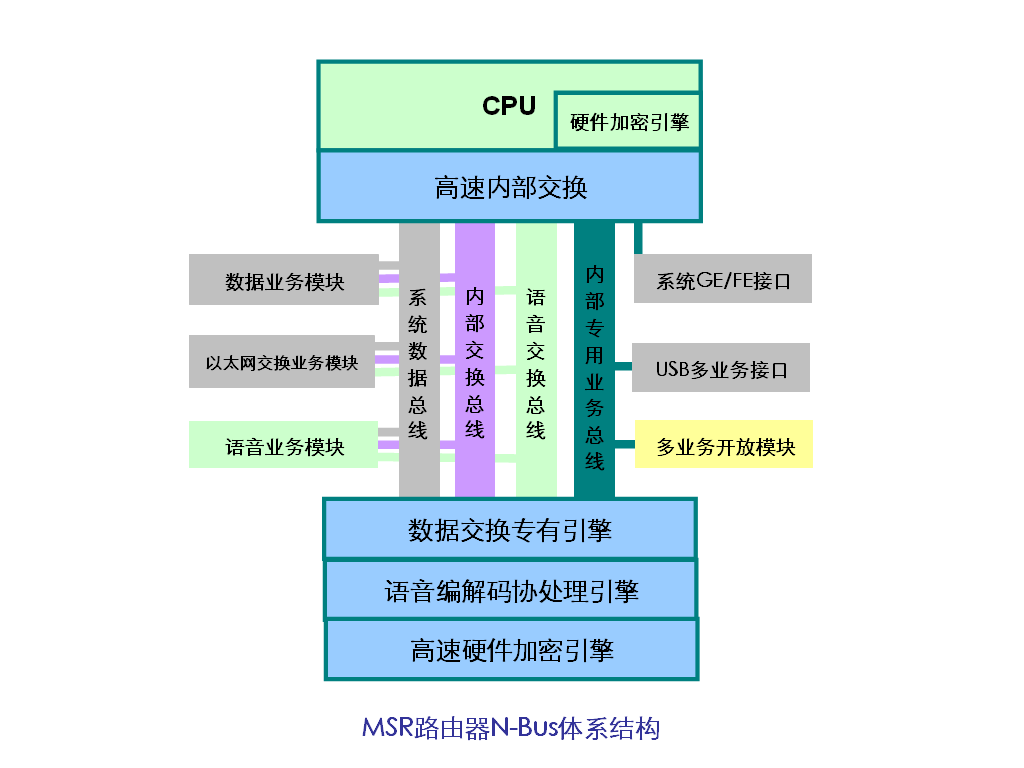 CPU
硬件加密引擎
高速内部交换
数据业务模块
以太网交换业务模块
语音业务模块
系统数据总线
内部交换总线
语音交换总线
内部专用业务总线
系统GE/FE接口
USB多业务接口
多业务开放模块
数据交换专有引擎
语音编解码协处理引擎
高速硬件加密引擎
MSR路由器N-Bus体系结构